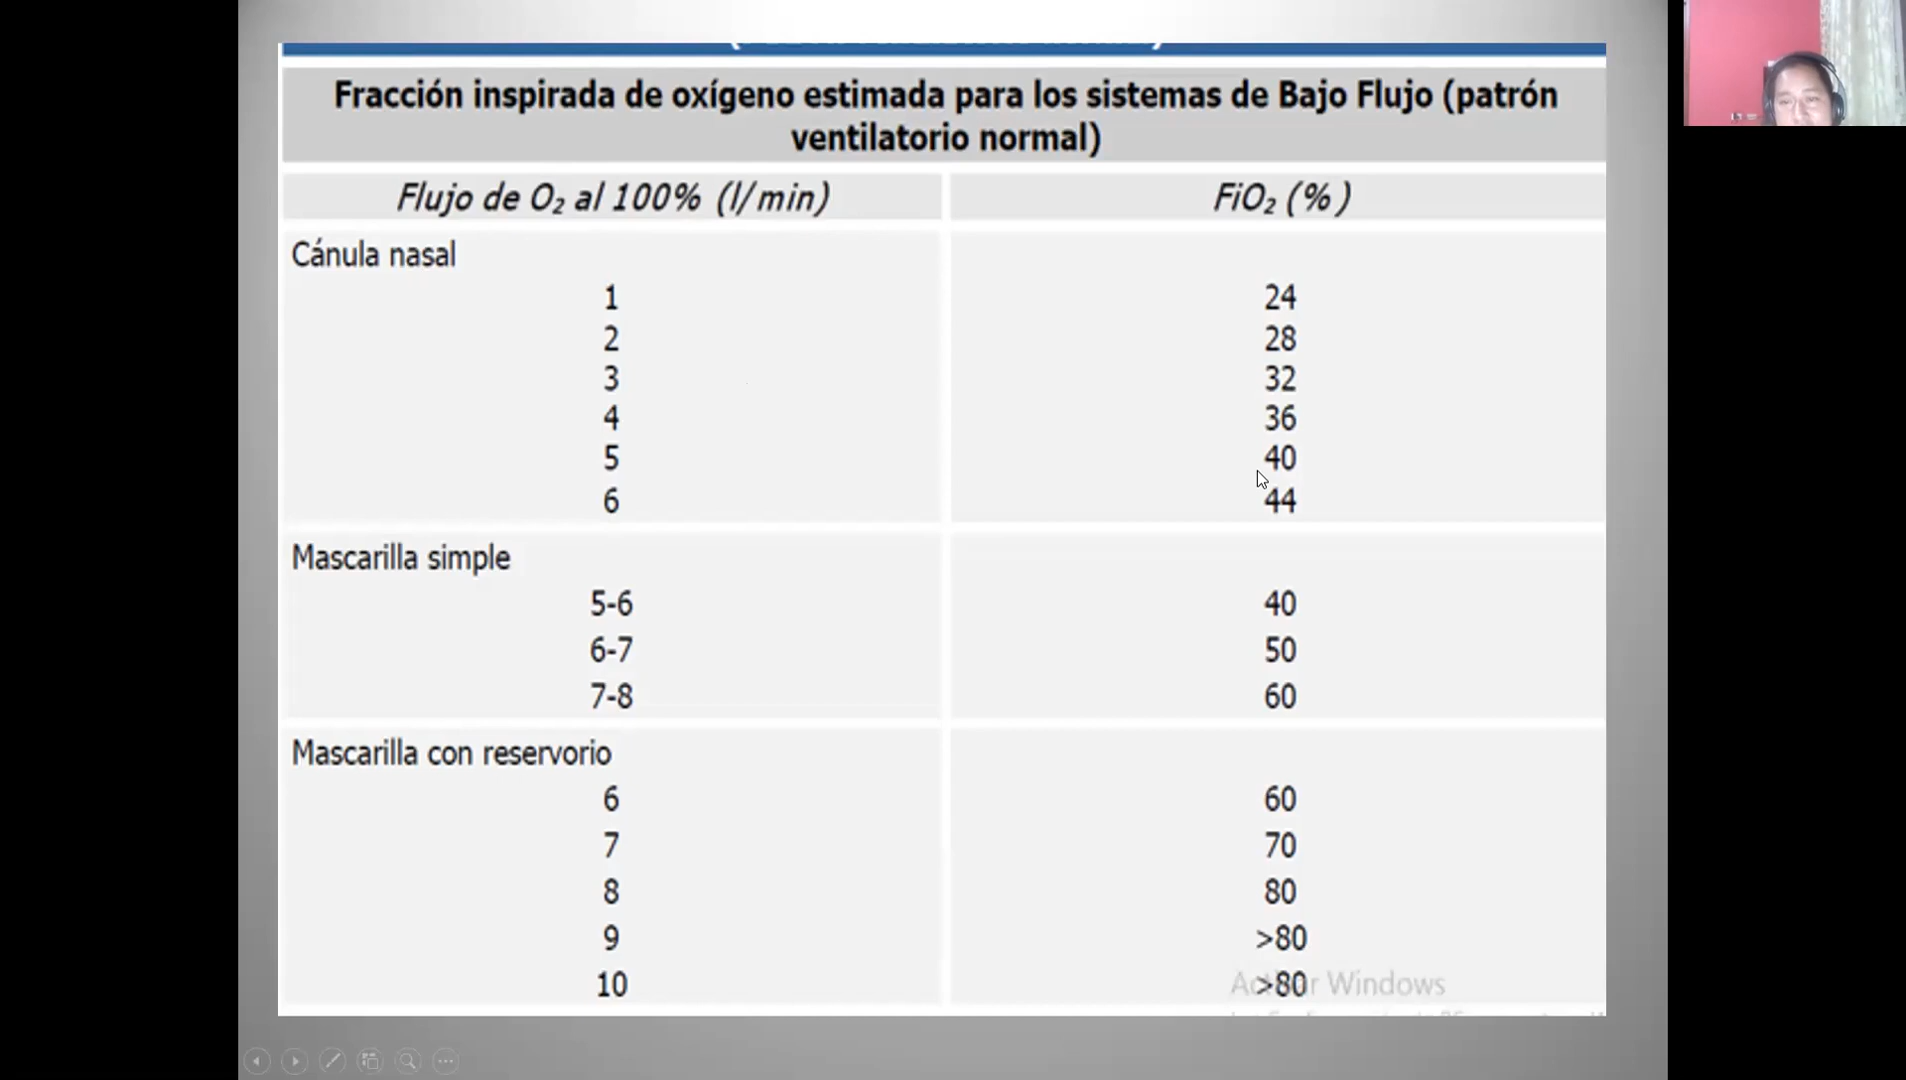 Fracción inspirada de oxígeno estimada para los sistemas de Bajo Flujo (patrón
ventilatorio normal)
Flujo de O₂ al 100% (l/min) FiO₂ (%)
Cánula nasal
1 24
2 28
3 32
4 36
5 40
6 44
Mascarilla simple
5-6 40
6-7 50
7-8 60
Mascarilla con reservorio
6 60
7 70
8 80
9 >80
10 >80
Activar Windows